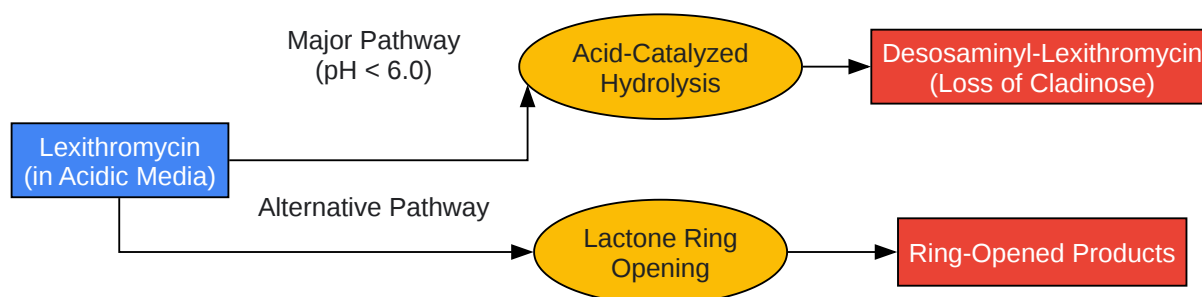 Major Pathway
(pH < 6.0)
Acid-Catalyzed
Hydrolysis
Desosaminyl-Lexithromycin
(Loss of Cladinose)
Lexithromycin
(in Acidic Media)
Alternative Pathway
Lactone Ring
Opening
Ring-Opened Products